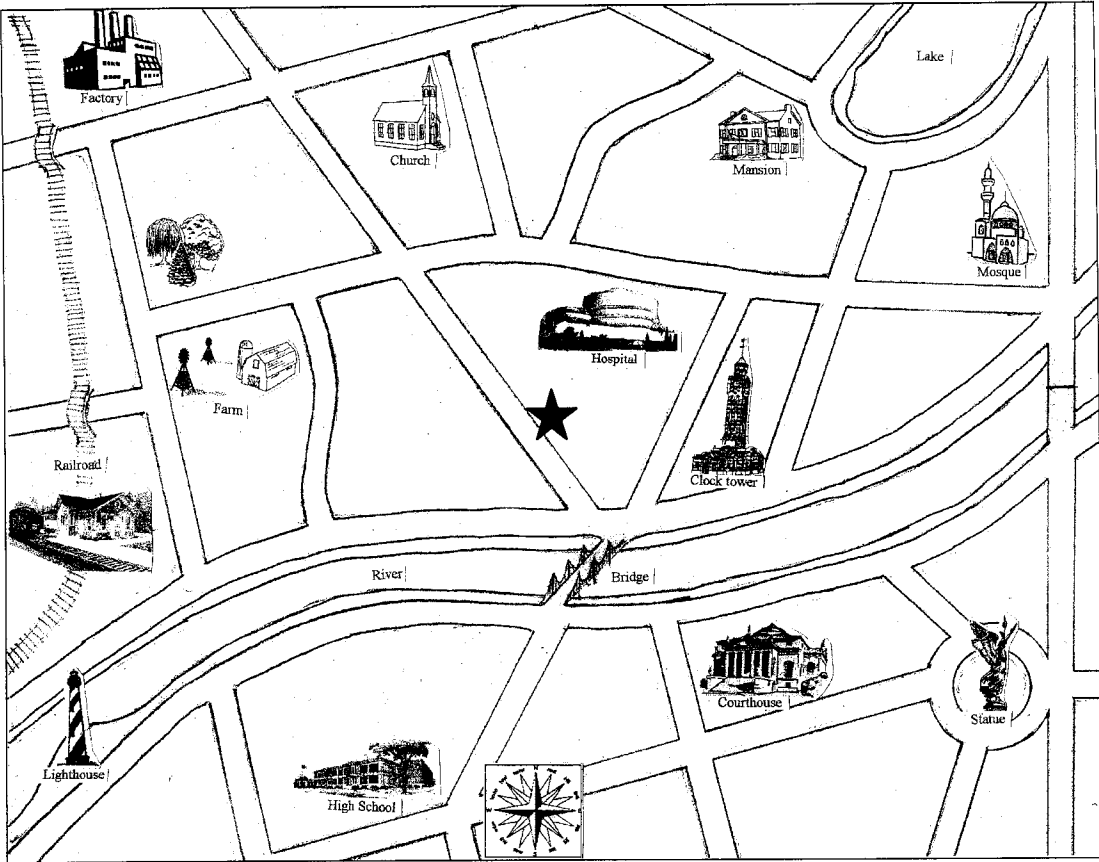 Lake
Factory
Church
Mansion
Mosque
Hospital
Farm
Railroad
Clock tower
River
Bridge
Courthouse
Statue
Lighthouse
High School